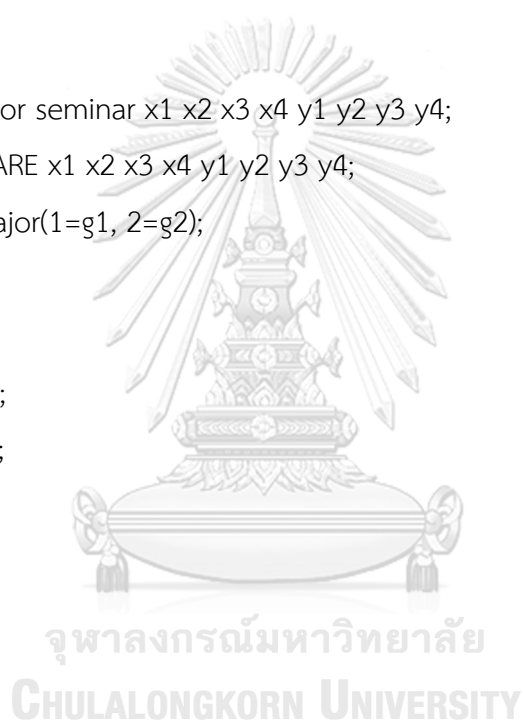 or seminar x1 x2 x3 x4 y1 y2 y3 y4;
ARE x1 x2 x3 x4 y1 y2 y3 y4;
ajor(1=g1, 2=g2);
;
;
จุฬาลงกรณ์มหาวิทยาลัย
CHULALONGKORN UNIVERSITY